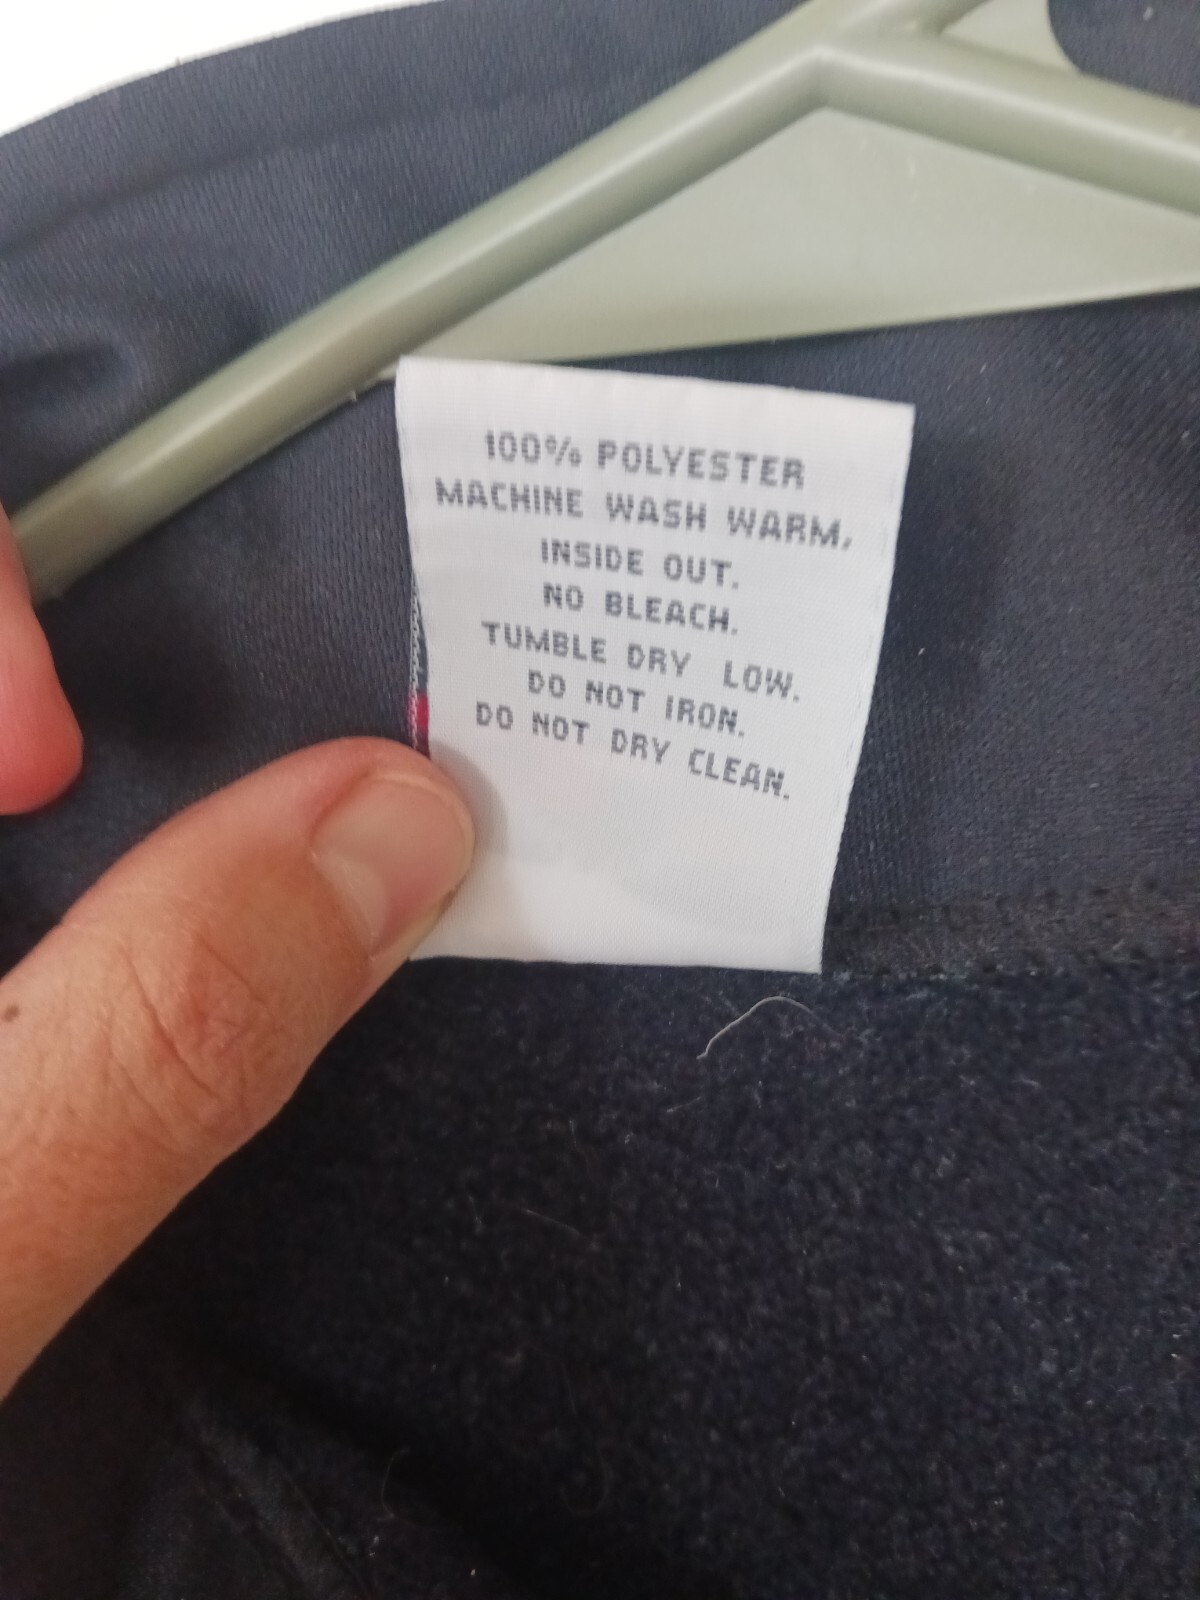 100% POLYESTER
MACHINE WASH WARM,
INSIDE OUT.
NO BLEACH.
TUMBLE DRY LOW.
DO NOT IRON.
DO NOT DRY CLEAN.